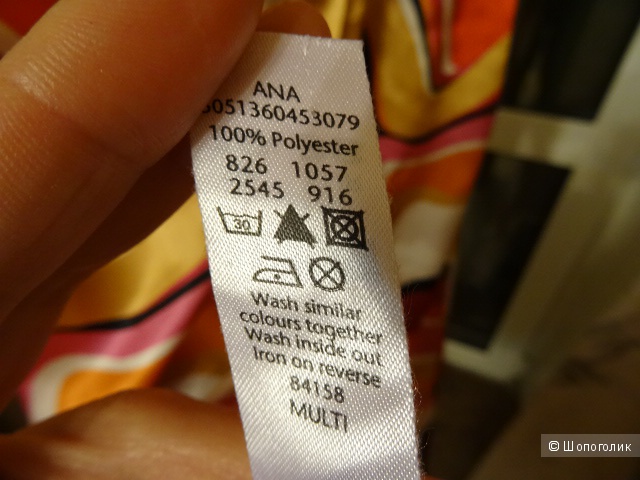 ANA
5051360453079
100% Polyester
826 1057
2545 916
30
Wash similar
colours together
Wash inside out
Iron on reverse
84158
MULTI
© Шопоголик